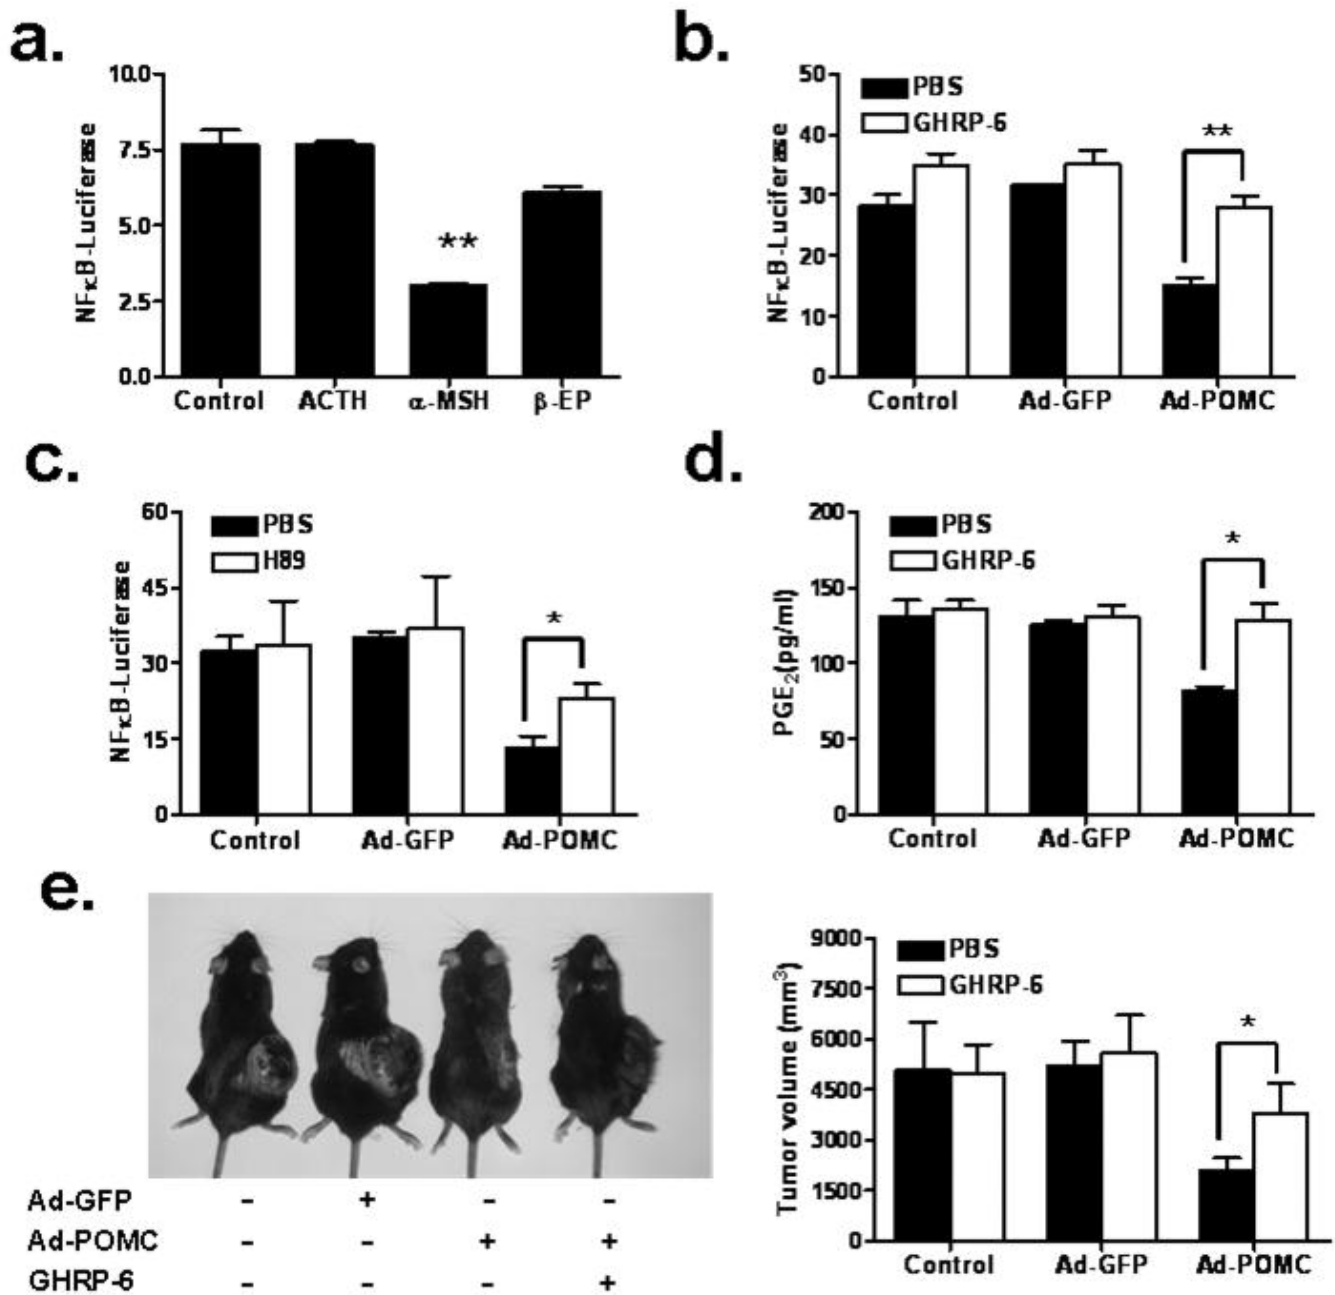 a.
10.0
7.5
5.0
2.5
0.0
NFκB-Luciferase
**
Control ACTH α-MSH β-EP
b.
50
40
30
20
10
0
NFκB-Luciferase
PBS
GHRP-6
**
Control Ad-GFP Ad-POMC
c.
60
45
30
15
0
NFκB-Luciferase
PBS
H89
*
Control Ad-GFP Ad-POMC
d.
200
150
100
50
0
PGE2(pg/ml)
PBS
GHRP-6
*
Control Ad-GFP Ad-POMC
e.
Ad-GFP - + - -
Ad-POMC - - + +
GHRP-6 - - - +
9000
7500
6000
4500
3000
1500
0
Tumor volume (mm3)
PBS
GHRP-6
*
Control Ad-GFP Ad-POMC